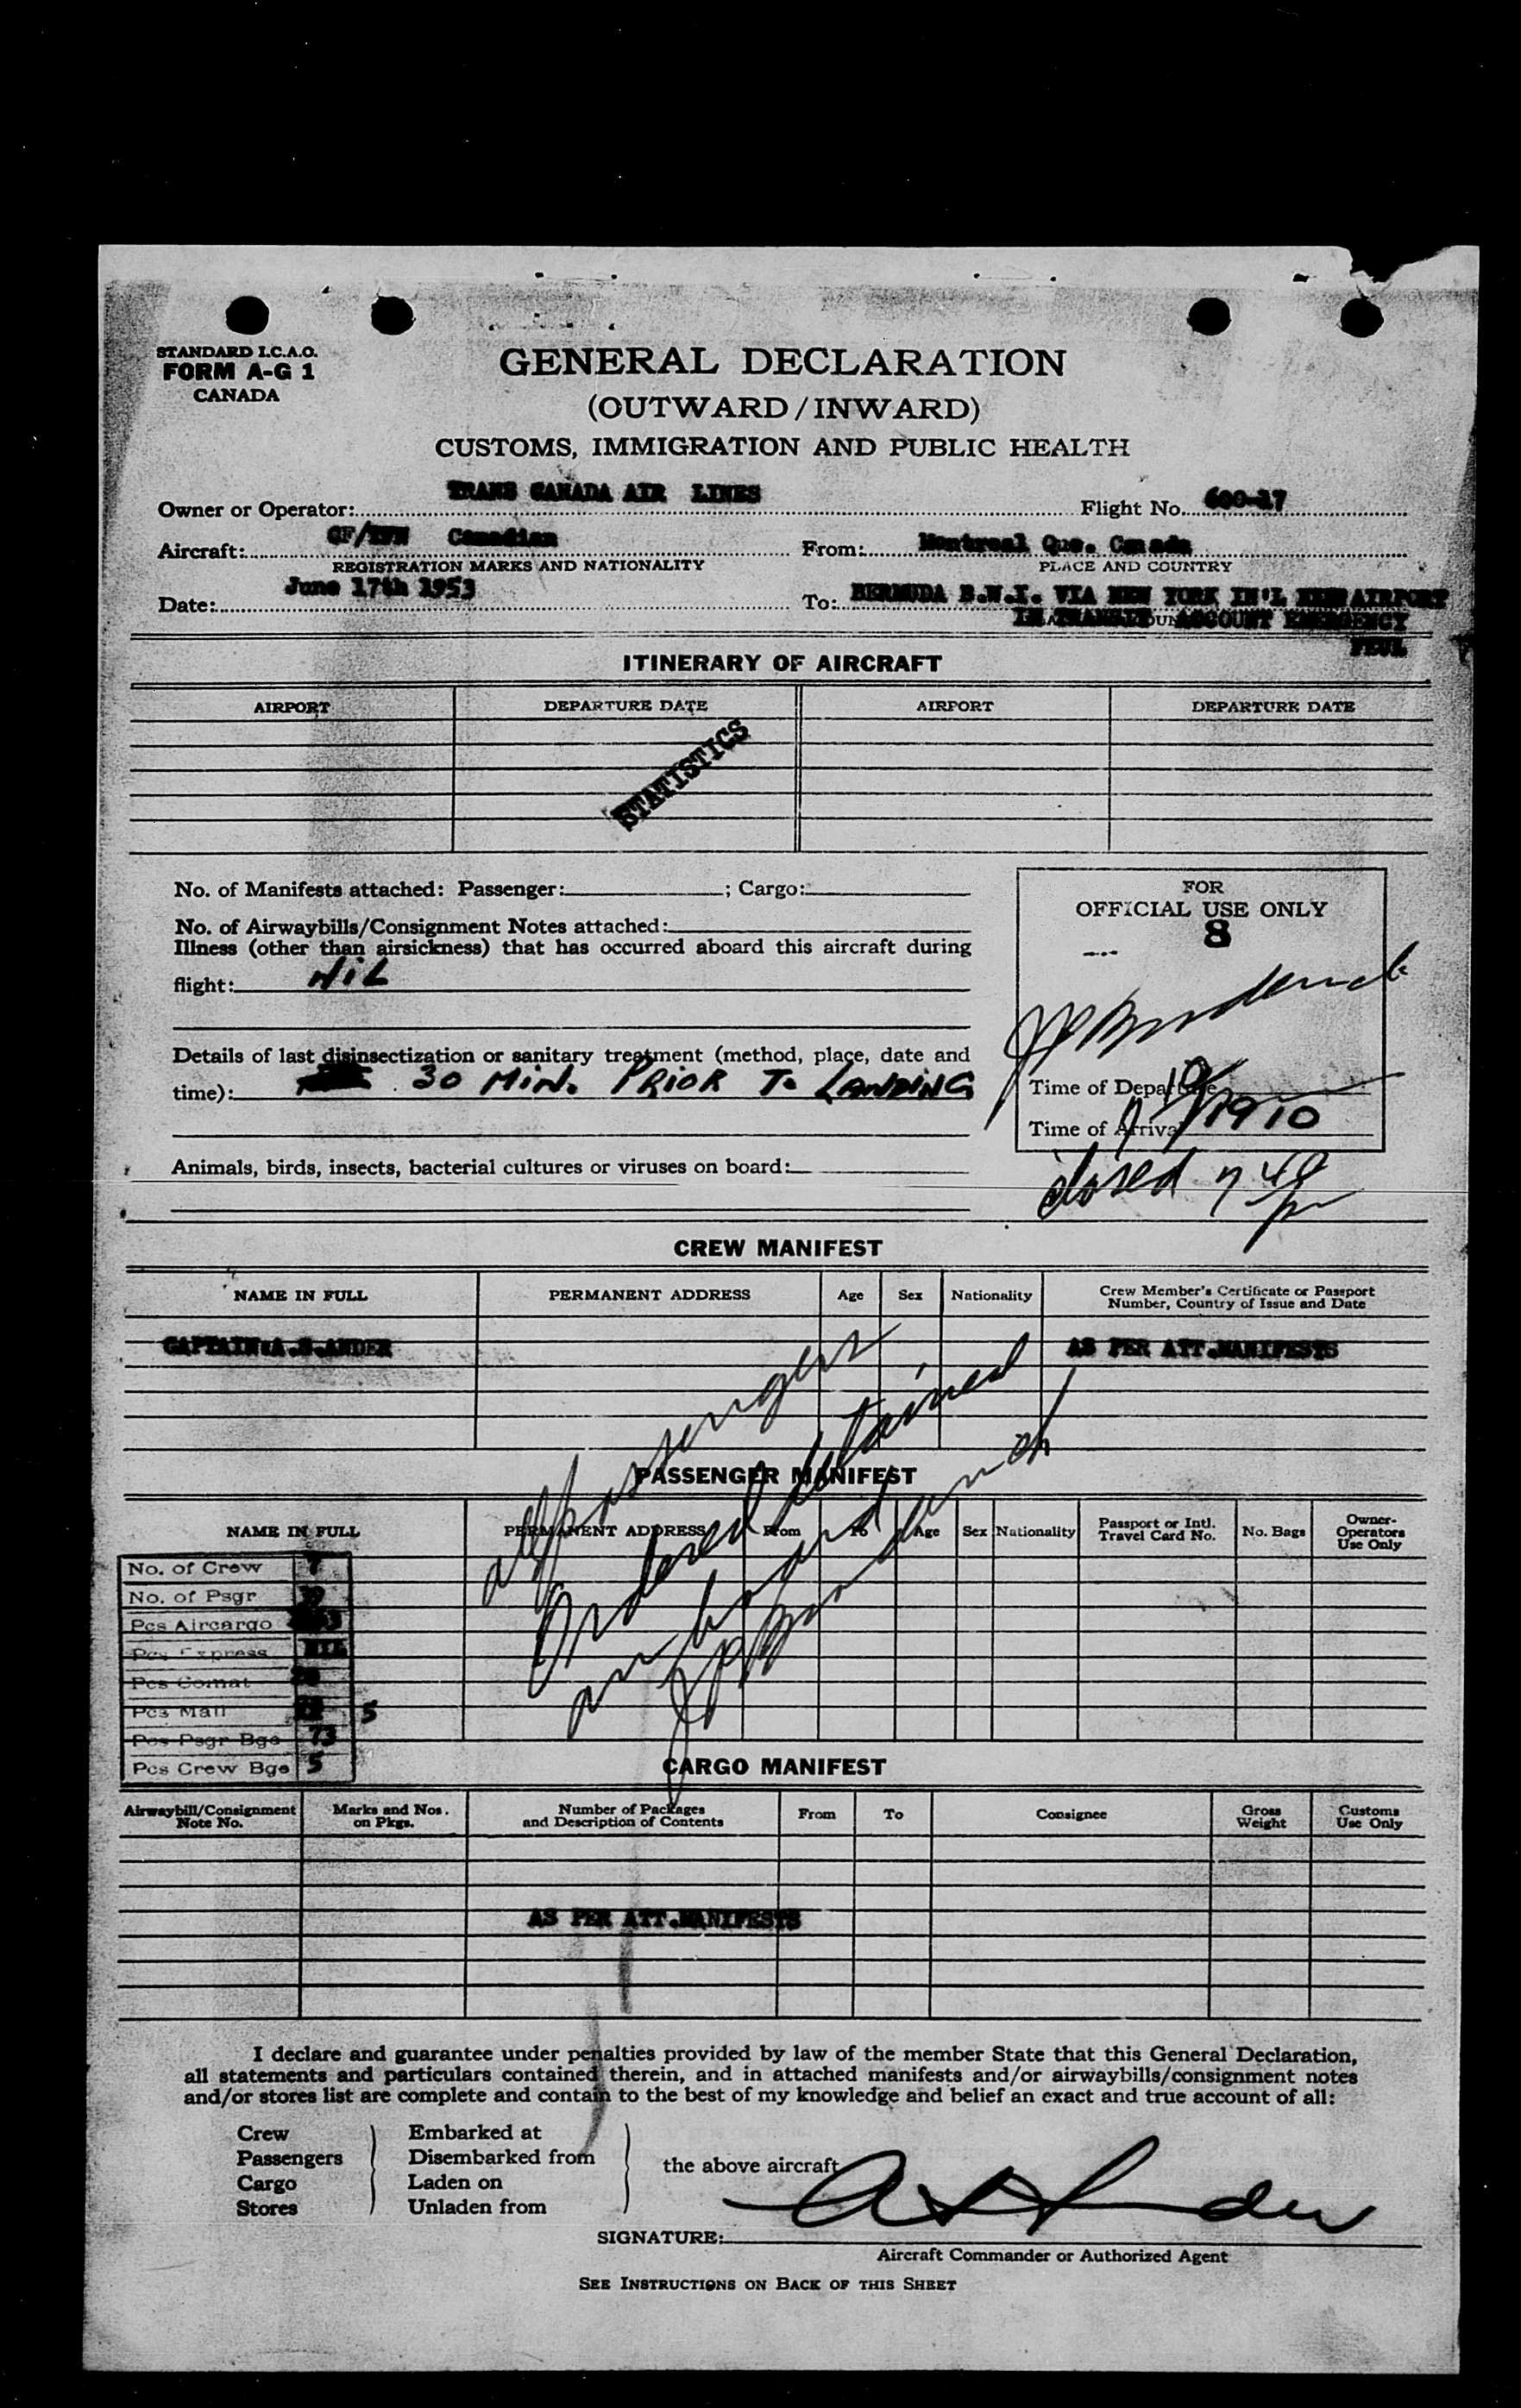 STANDARD I.C.A.O.
FORM A-G 1
CANADA
GENERAL DECLARATION
(OUTWARD/INWARD)
CUSTOMS, IMMIGRATION AND PUBLIC HEALTH
Owner or Operator: TRANS CANADA AIR LINES Flight No. 600-17
Aircraft: CF/ Canadian From: Montreal Que. Canada
REGISTRATION MARKS AND NATIONALITY PLACE AND COUNTRY
Date: June 17th 1953 To: BERMUDA B.W.I. VIA NEW YORK IN'L AIRPORT
IN TRANSIT ACCOUNT EMERGENCY
FEUL
ITINERARY OF AIRCRAFT
AIRPORT DEPARTURE DATE AIRPORT DEPARTURE DATE
STATISTICS
No. of Manifests attached: Passenger: ; Cargo:
No. of Airwaybills/Consignment Notes attached:
Illness (other than airsickness) that has occurred aboard this aircraft during
flight: NiL
Details of last disinsectization or sanitary treatment (method, place, date and
time): 30 MiN. PRiOR To LANDiNG
Animals, birds, insects, bacterial cultures or viruses on board:
FOR
OFFICIAL USE ONLY
8
Time of Departure
Time of Arrival 1910
closed 7 40 p
CREW MANIFEST
NAME IN FULL PERMANENT ADDRESS Age Sex Nationality Crew Member's Certificate or Passport
Number, Country of Issue and Date
CAPTAIN:A.S.ANDER AS PER ATT.MANIFESTS
all passengers
Ordered detained
on board
PASSENGER MANIFEST
NAME IN FULL PERMANENT ADDRESS From To Age Sex Nationality Passport or Intl.
Travel Card No. No. Bags Owner-
Operators
Use Only
No. of Crew 7
No. of Psgr 39
Pcs Aircargo
Pcs Express NIL
Pcs Comat
Pcs Mail 5
Pcs Psgr Bge 73
Pcs Crew Bge 5
CARGO MANIFEST
Airwaybill/Consignment
Note No. Marks and Nos.
on Pkgs. Number of Packages
and Description of Contents From To Consignee Gross
Weight Customs
Use Only
AS PER ATT.MANIFESTS
I declare and guarantee under penalties provided by law of the member State that this General Declaration,
all statements and particulars contained therein, and in attached manifests and/or airwaybills/consignment notes
and/or stores list are complete and contain to the best of my knowledge and belief an exact and true account of all:
Crew Embarked at
Passengers Disembarked from
the above aircraft
Cargo Laden on
Stores Unladen from
SIGNATURE: A S Ander
Aircraft Commander or Authorized Agent
SEE INSTRUCTIONS ON BACK OF THIS SHEET